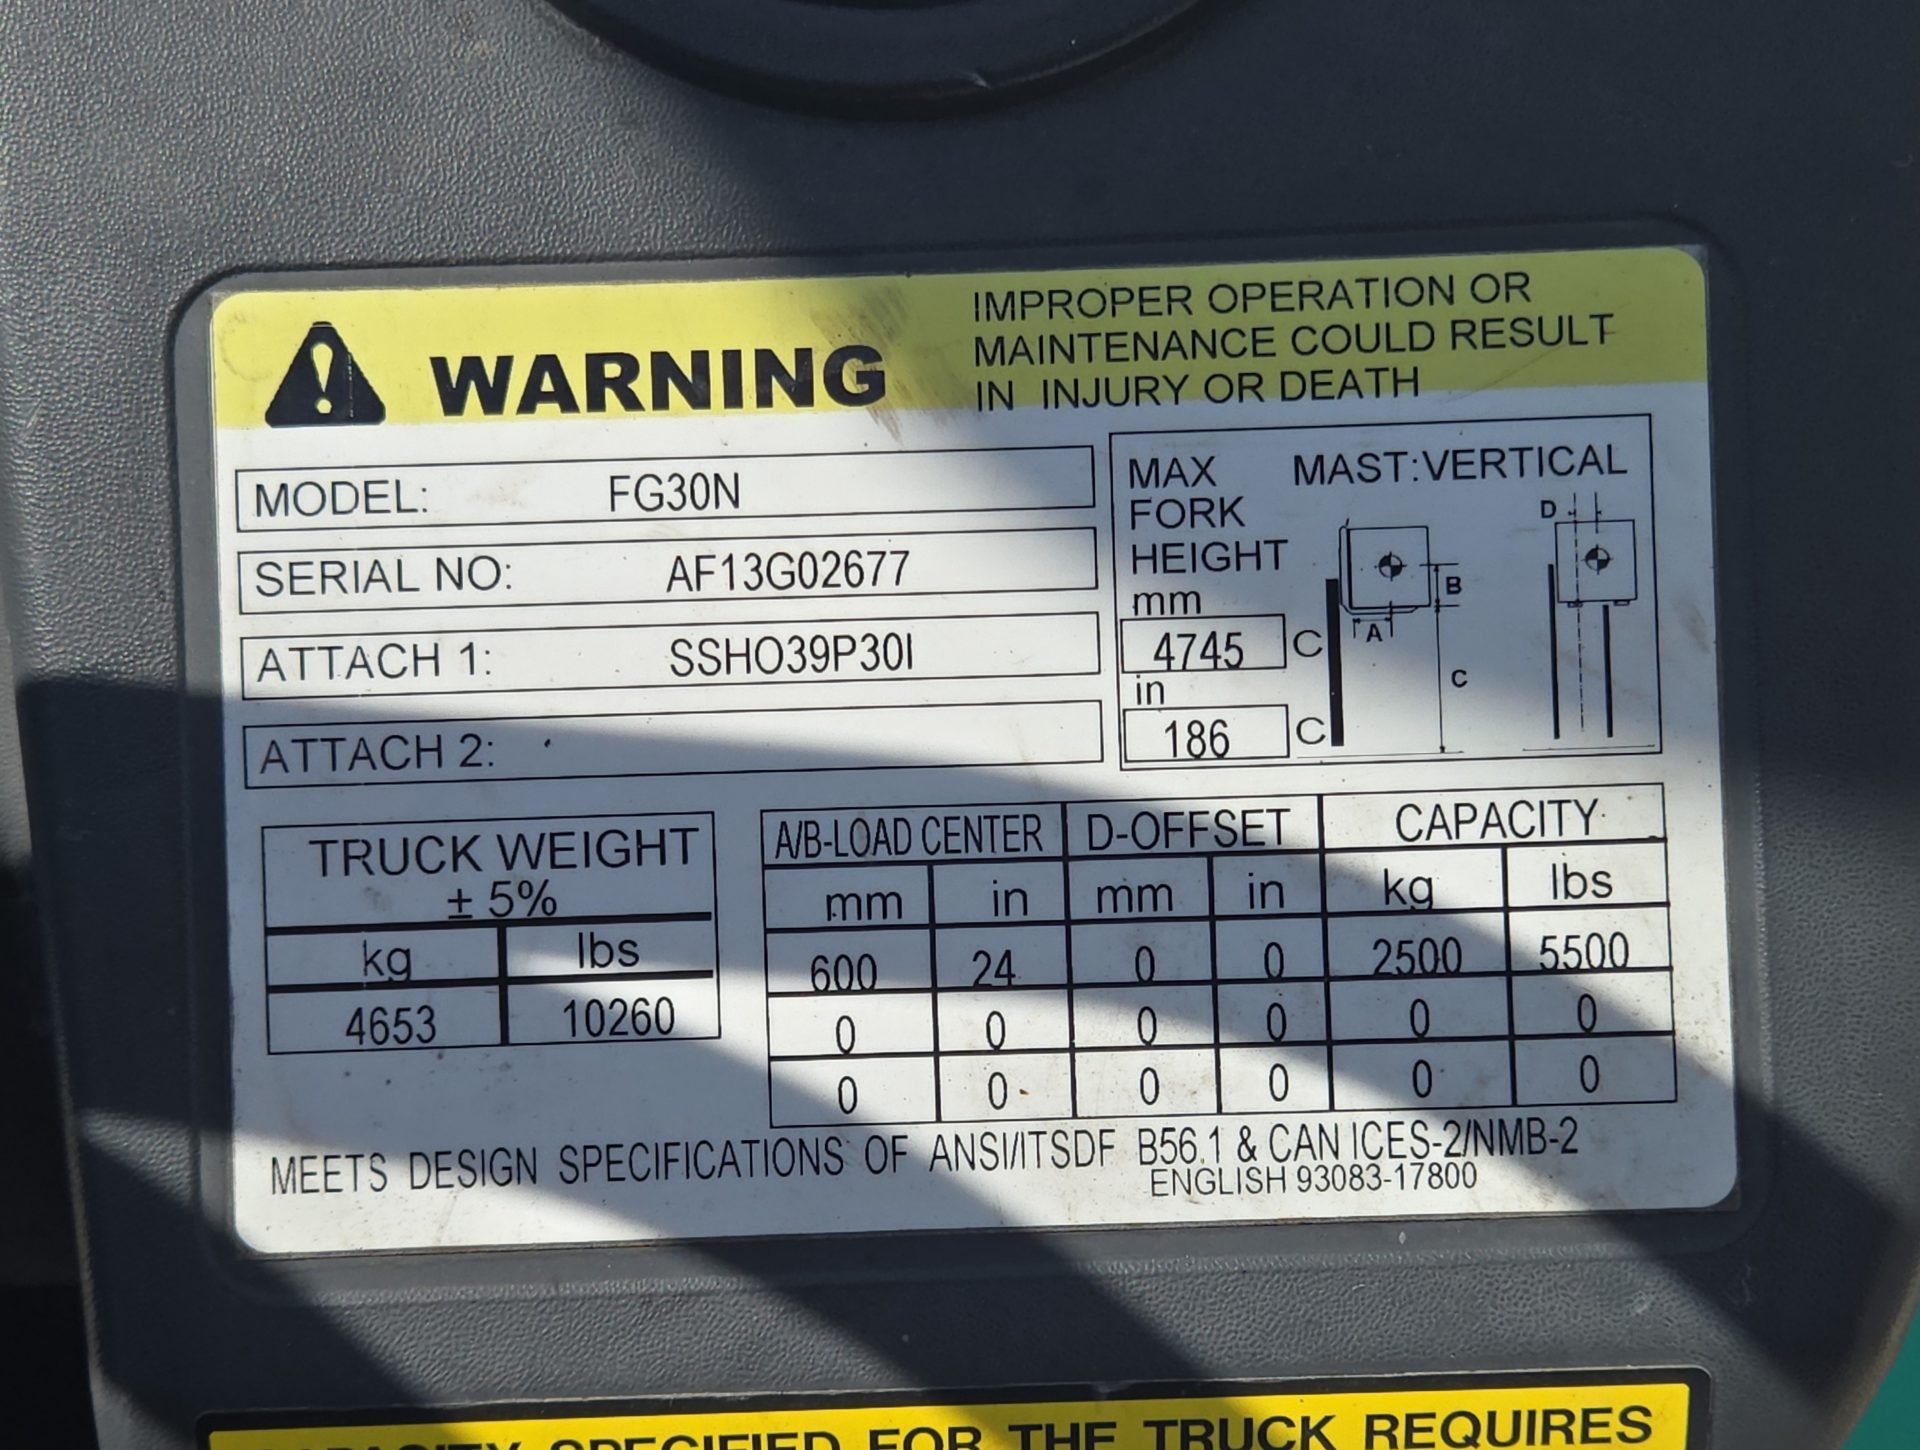 WARNING
IMPROPER OPERATION OR
MAINTENANCE COULD RESULT
IN INJURY OR DEATH
MODEL: FG30N
SERIAL NO: AF13G02677
ATTACH 1: SSHO39P30I
ATTACH 2:
MAX MAST:VERTICAL
FORK
HEIGHT
mm
4745 C
in
186 C
A B C
D
TRUCK WEIGHT
± 5%
kg lbs
4653 10260
A/B-LOAD CENTER D-OFFSET CAPACITY
mm in mm in kg lbs
600 24 0 0 2500 5500
0 0 0 0 0 0
0 0 0 0 0 0
MEETS DESIGN SPECIFICATIONS OF ANSI/ITSDF B56.1 & CAN ICES-2/NMB-2
ENGLISH 93083-17800
CAPACITY SPECIFIED FOR THE TRUCK REQUIRES